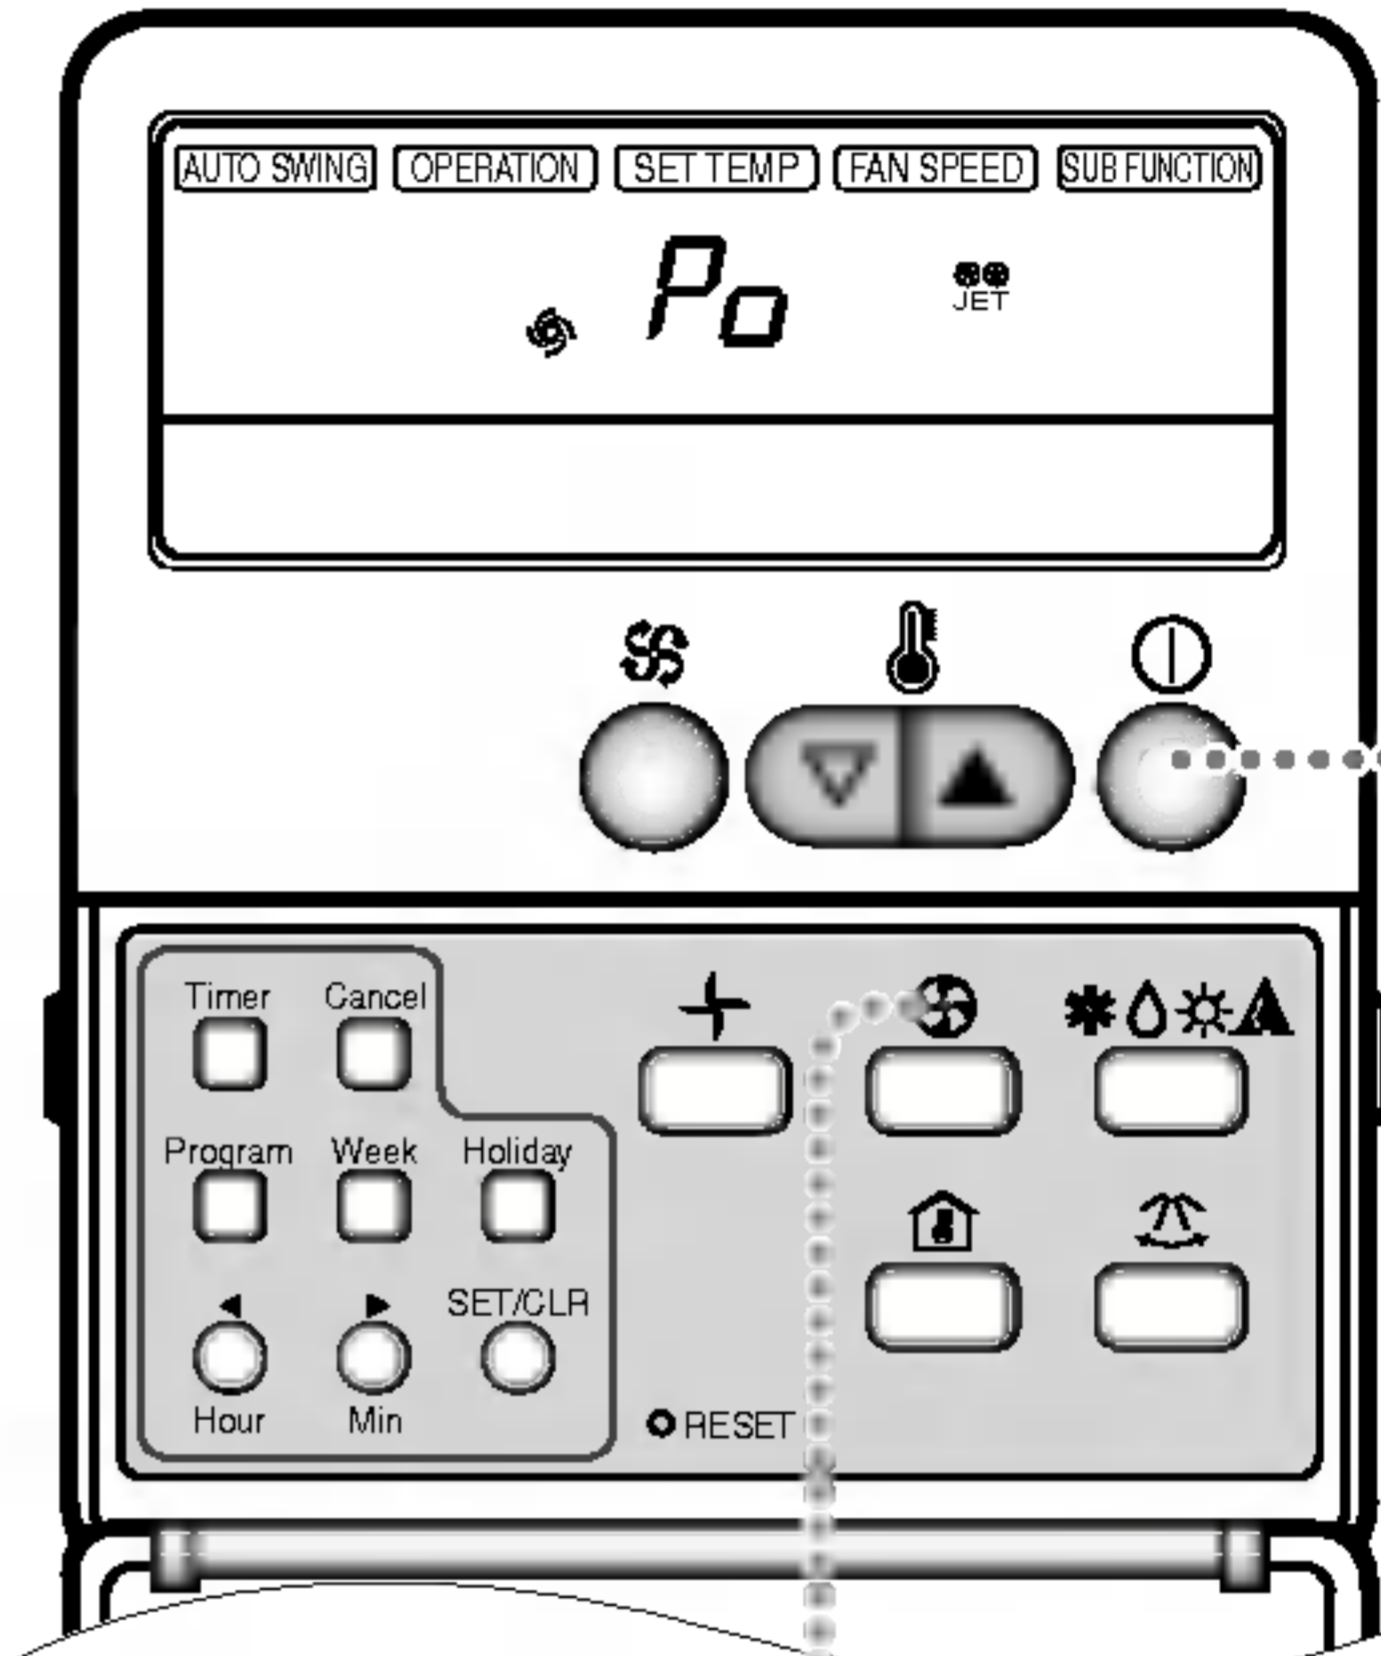 AUTO SWING OPERATION SET TEMP FAN SPEED SUB FUNCTION
Po
JET
Timer Cancel
Program Week Holiday
SET/CLR
Hour Min
RESET